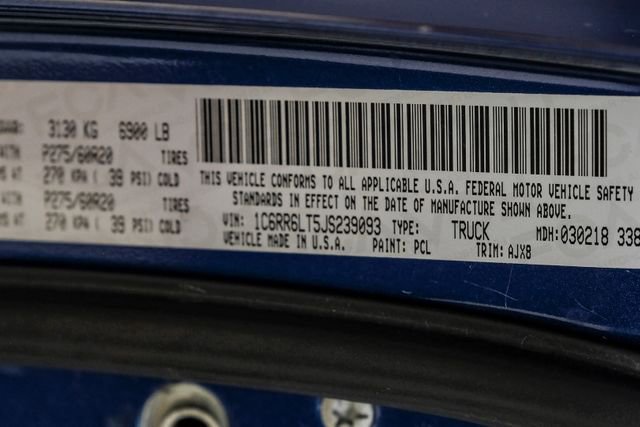 3130 KG 6900 LB
P275/60R20 TIRES
270 KPA ( 39 PSI) COLD
P275/60R20 TIRES
270 KPA ( 39 PSI) COLD
THIS VEHICLE CONFORMS TO ALL APPLICABLE U.S.A. FEDERAL MOTOR VEHICLE SAFETY
STANDARDS IN EFFECT ON THE DATE OF MANUFACTURE SHOWN ABOVE.
VIN: 1C6RR6LT5JS239093 TYPE: TRUCK MDH: 030218 338
VEHICLE MADE IN U.S.A. PAINT: PCL TRIM: AJX8